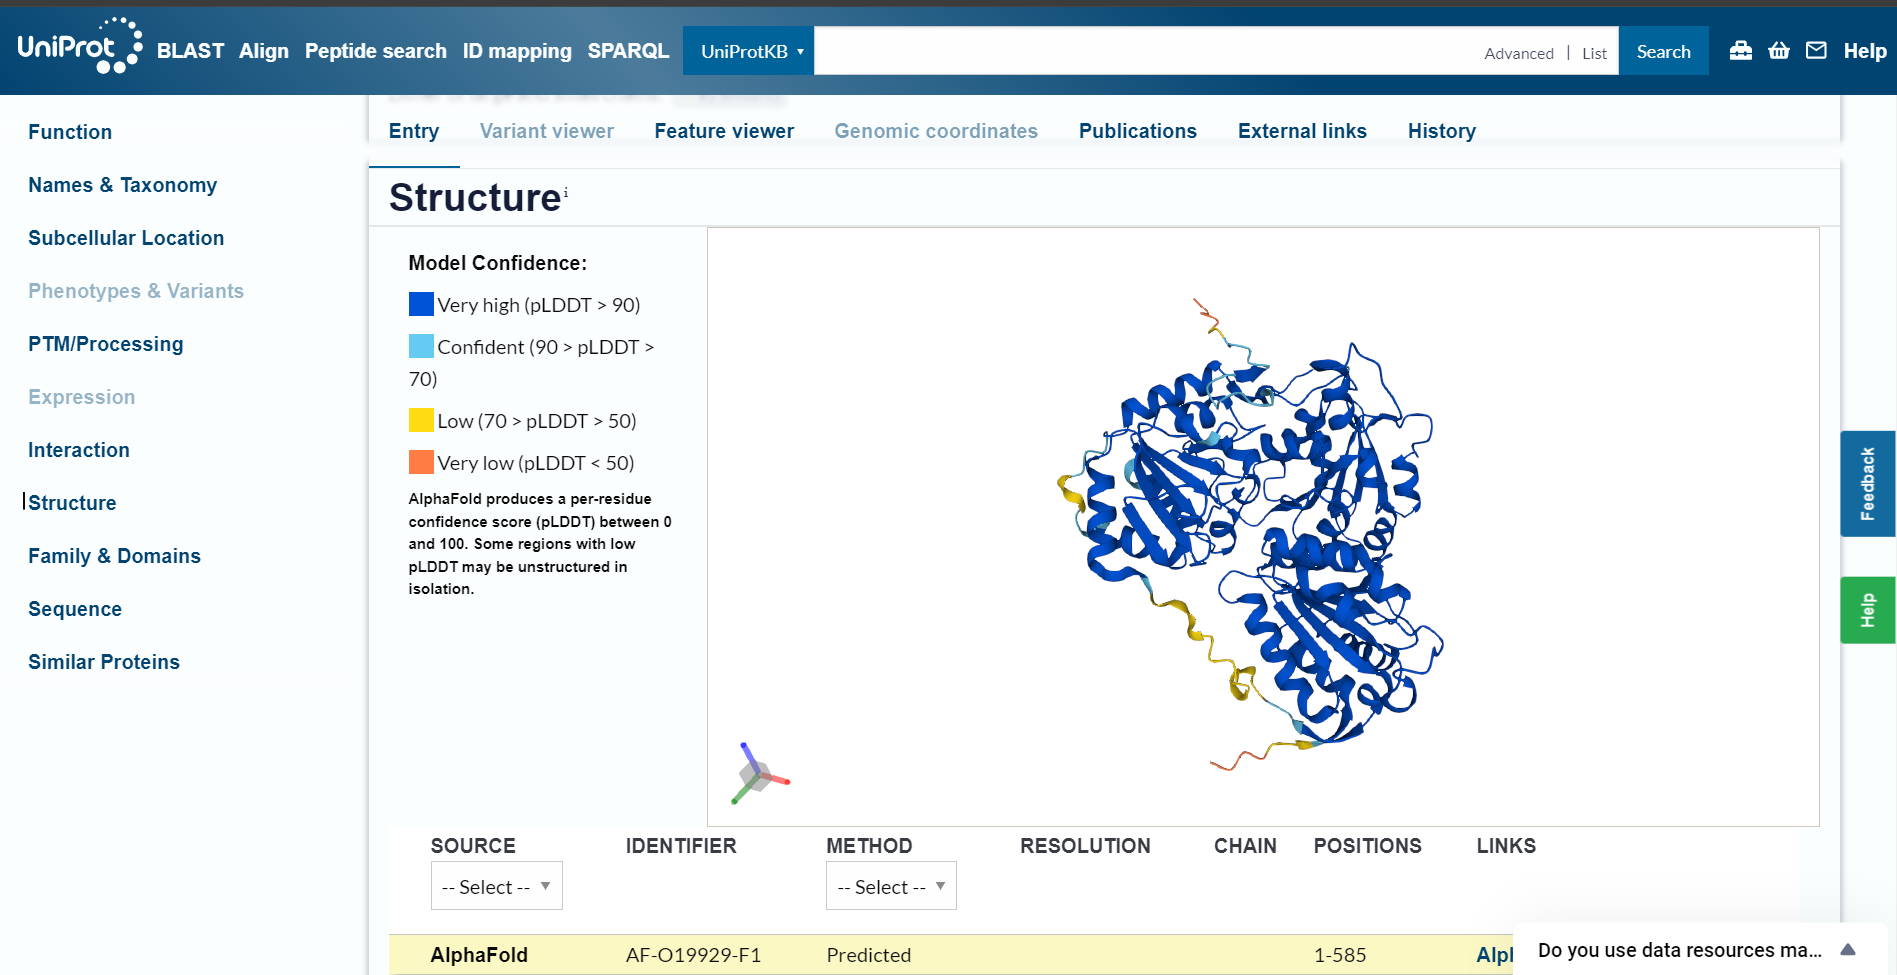 UniProt BLAST Align Peptide search ID mapping SPARQL UniProtKB Advanced | List Search Help
Entry Variant viewer Feature viewer Genomic coordinates Publications External links History
Function
Names & Taxonomy
Subcellular Location
Phenotypes & Variants
PTM/Processing
Expression
Interaction
Structure
Family & Domains
Sequence
Similar Proteins
Structure i
Model Confidence:
Very high (pLDDT > 90)
Confident (90 > pLDDT >
70)
Low (70 > pLDDT > 50)
Very low (pLDDT < 50)
AlphaFold produces a per-residue
confidence score (pLDDT) between 0
and 100. Some regions with low
pLDDT may be unstructured in
isolation.
SOURCE IDENTIFIER METHOD RESOLUTION CHAIN POSITIONS LINKS
-- Select -- -- Select --
AlphaFold AF-O19929-F1 Predicted 1-585 Alpl
Feedback
Help
Do you use data resources ma...